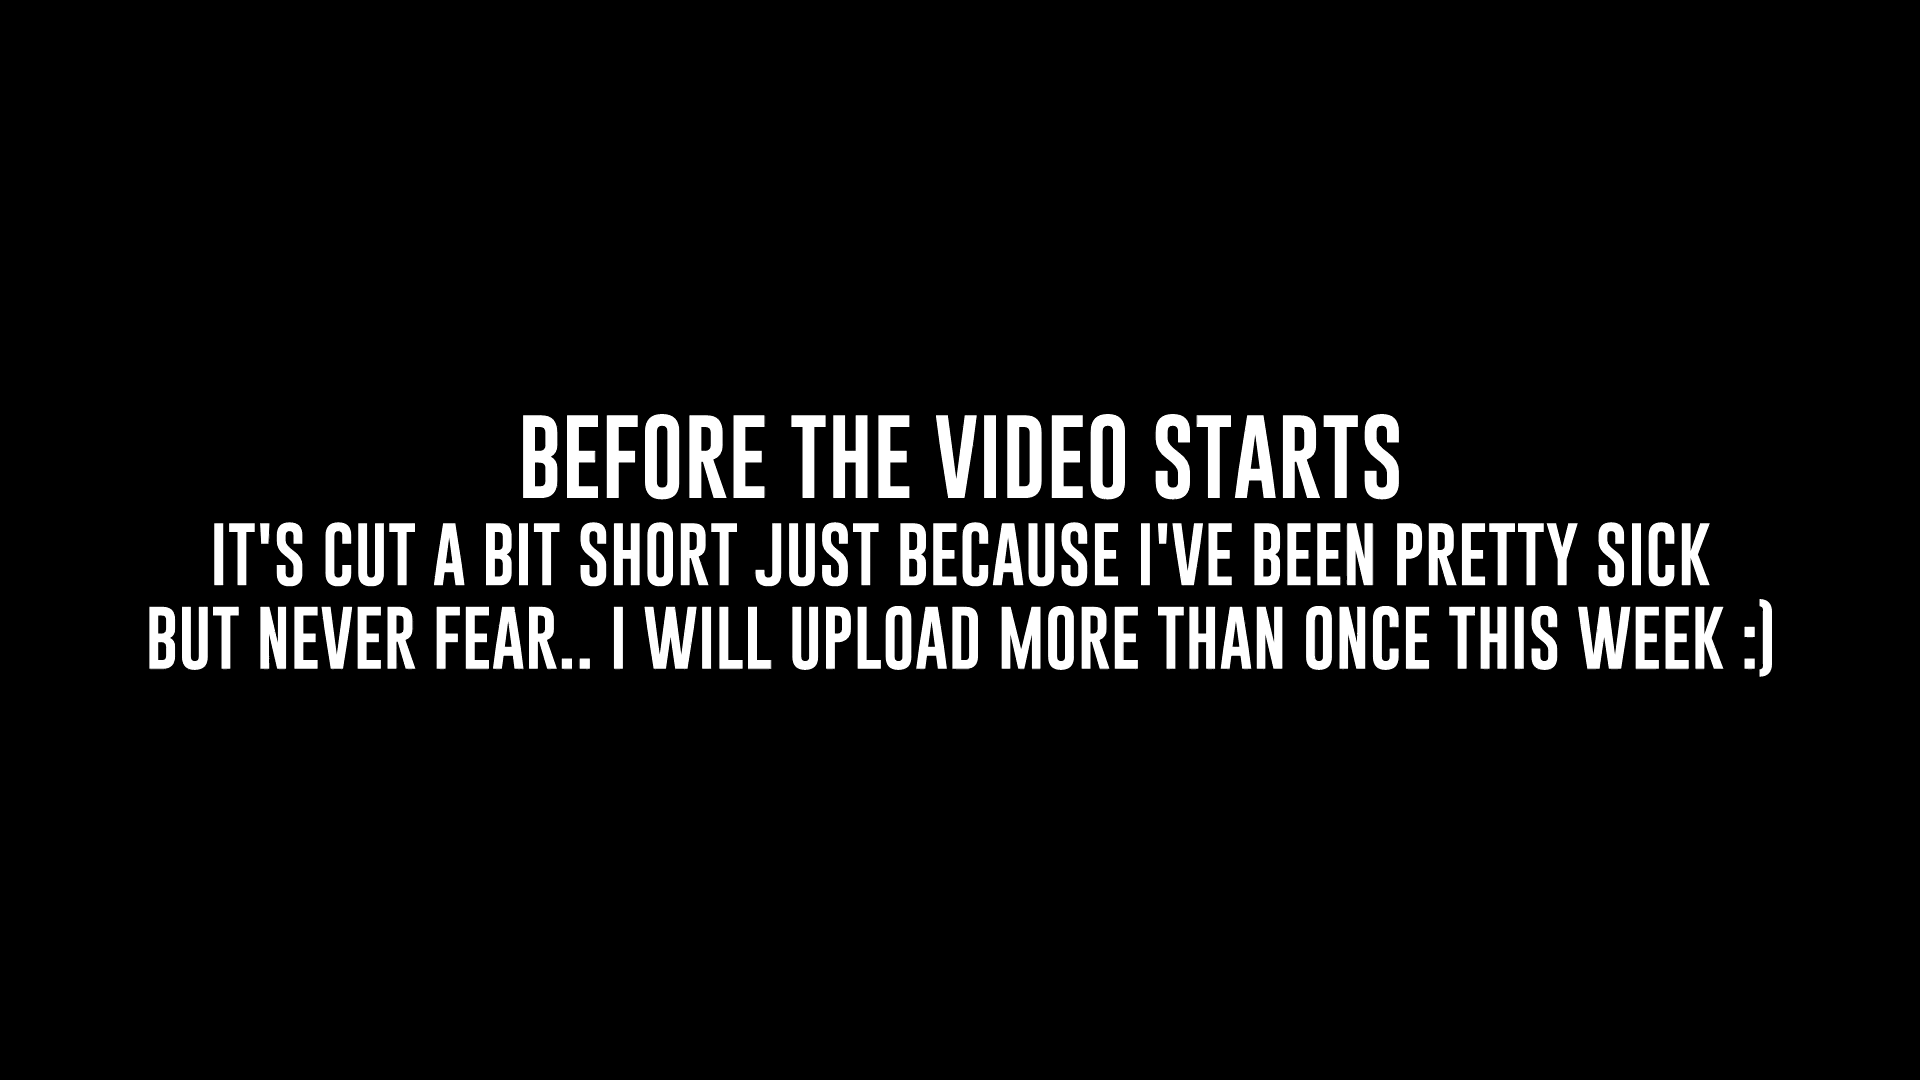 BEFORE THE VIDEO STARTS
IT'S CUT A BIT SHORT JUST BECAUSE I'VE BEEN PRETTY SICK
BUT NEVER FEAR.. I WILL UPLOAD MORE THAN ONCE THIS WEEK :)